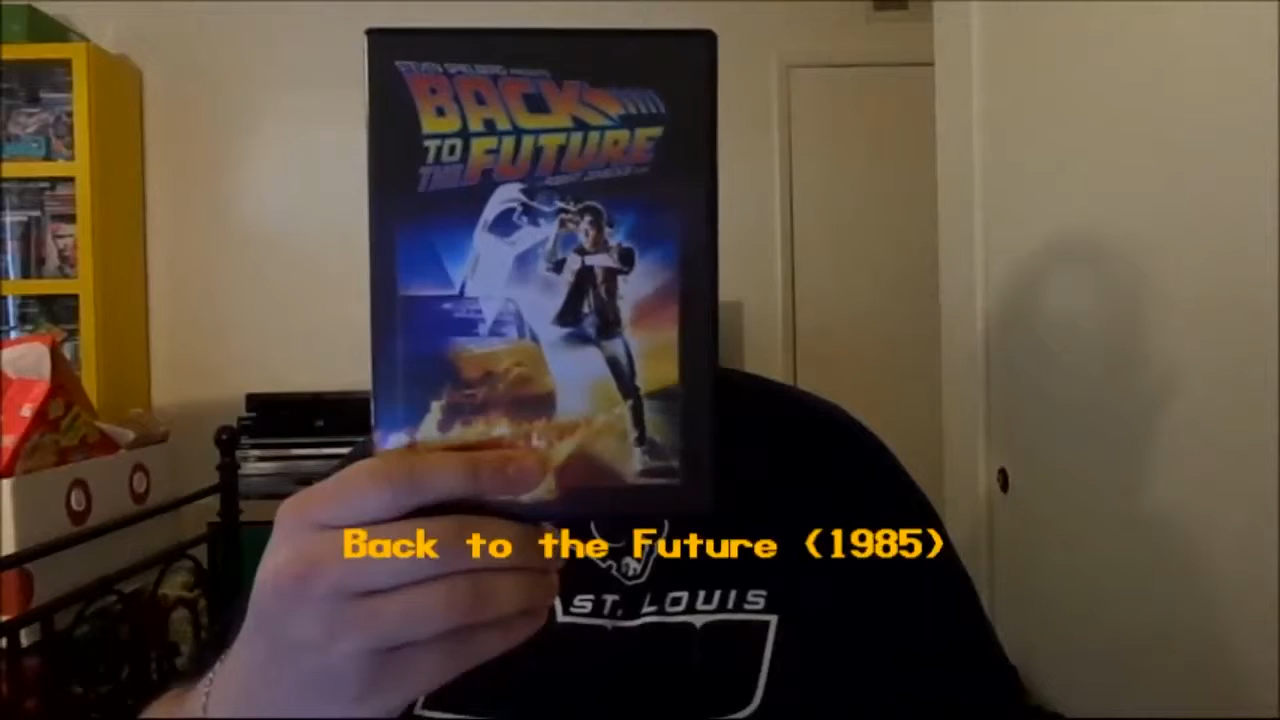 BACK
TO
THE FUTURE
Back to the Future (1985)
ST. LOUIS